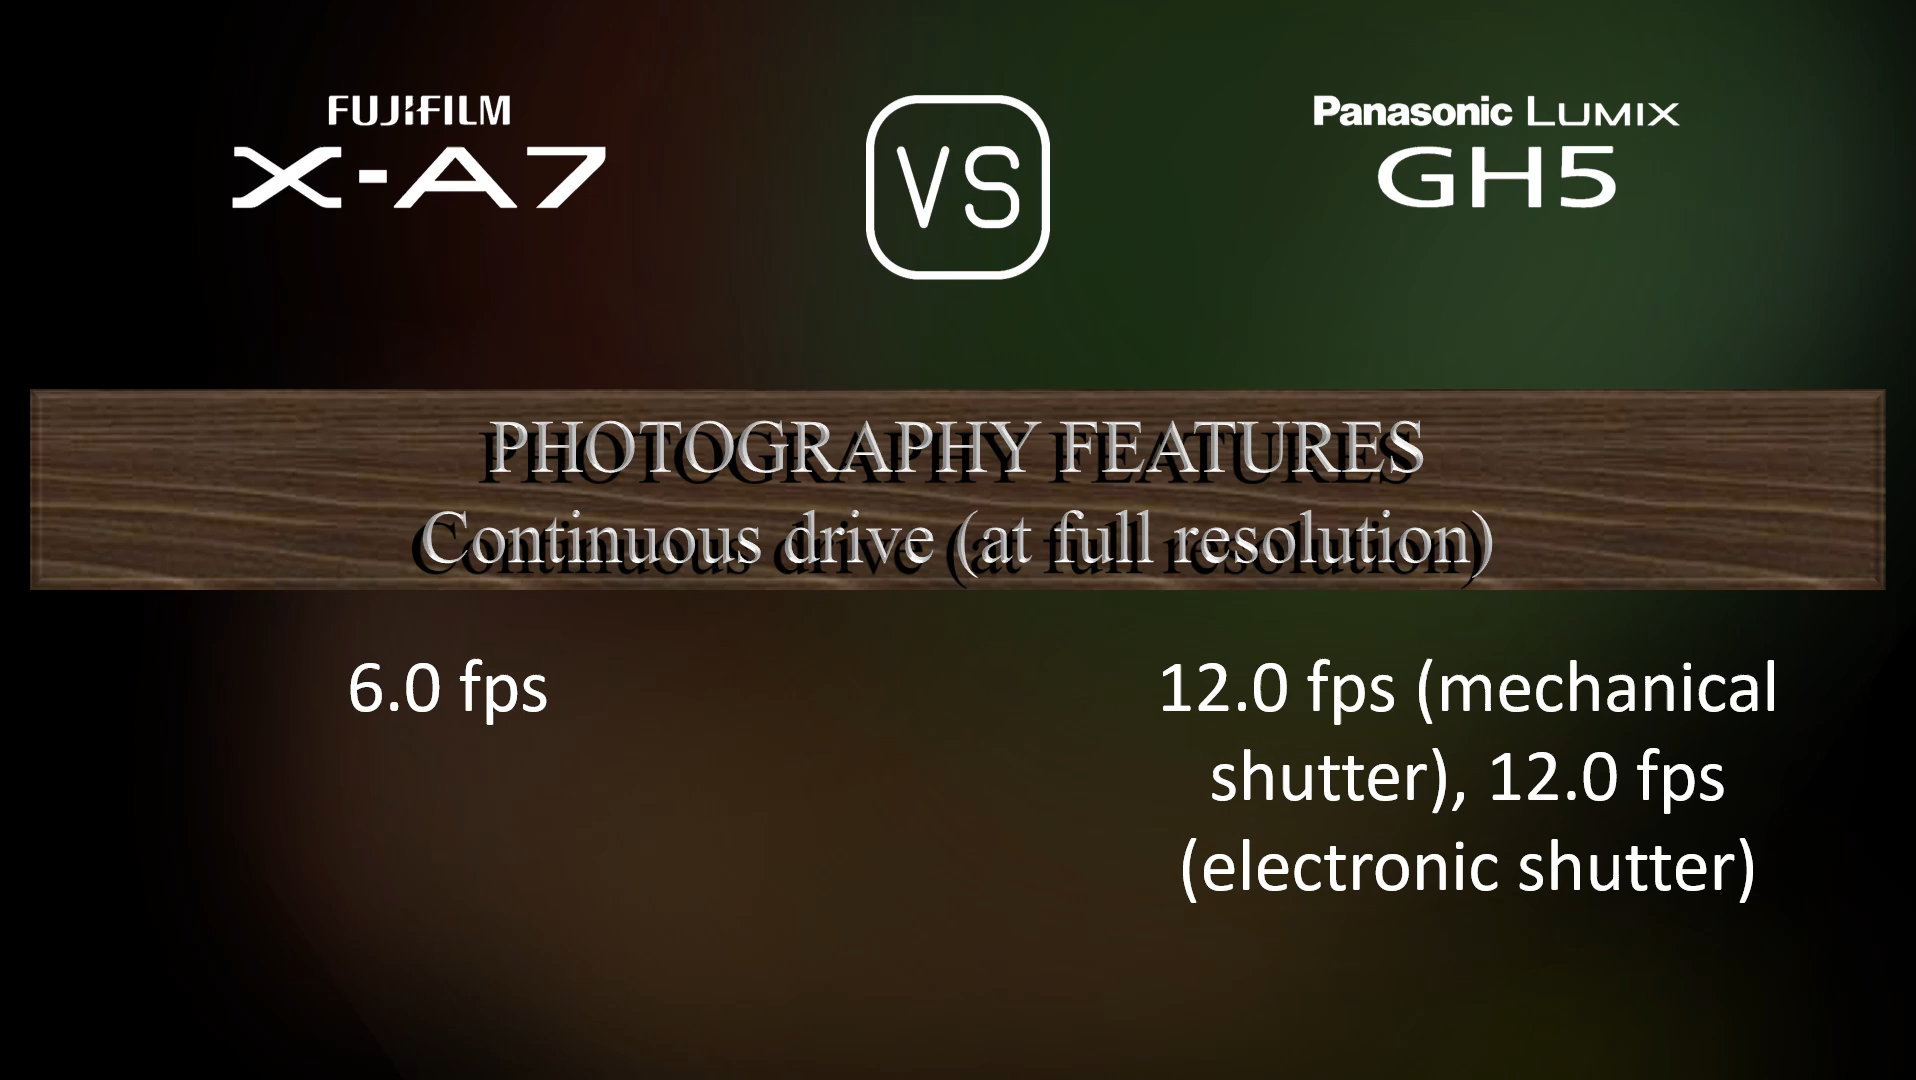 FUJIFILM
X-A7
VS
Panasonic LUMIX
GH5
PHOTOGRAPHY FEATURES
Continuous drive (at full resolution)
6.0 fps
12.0 fps (mechanical
shutter), 12.0 fps
(electronic shutter)